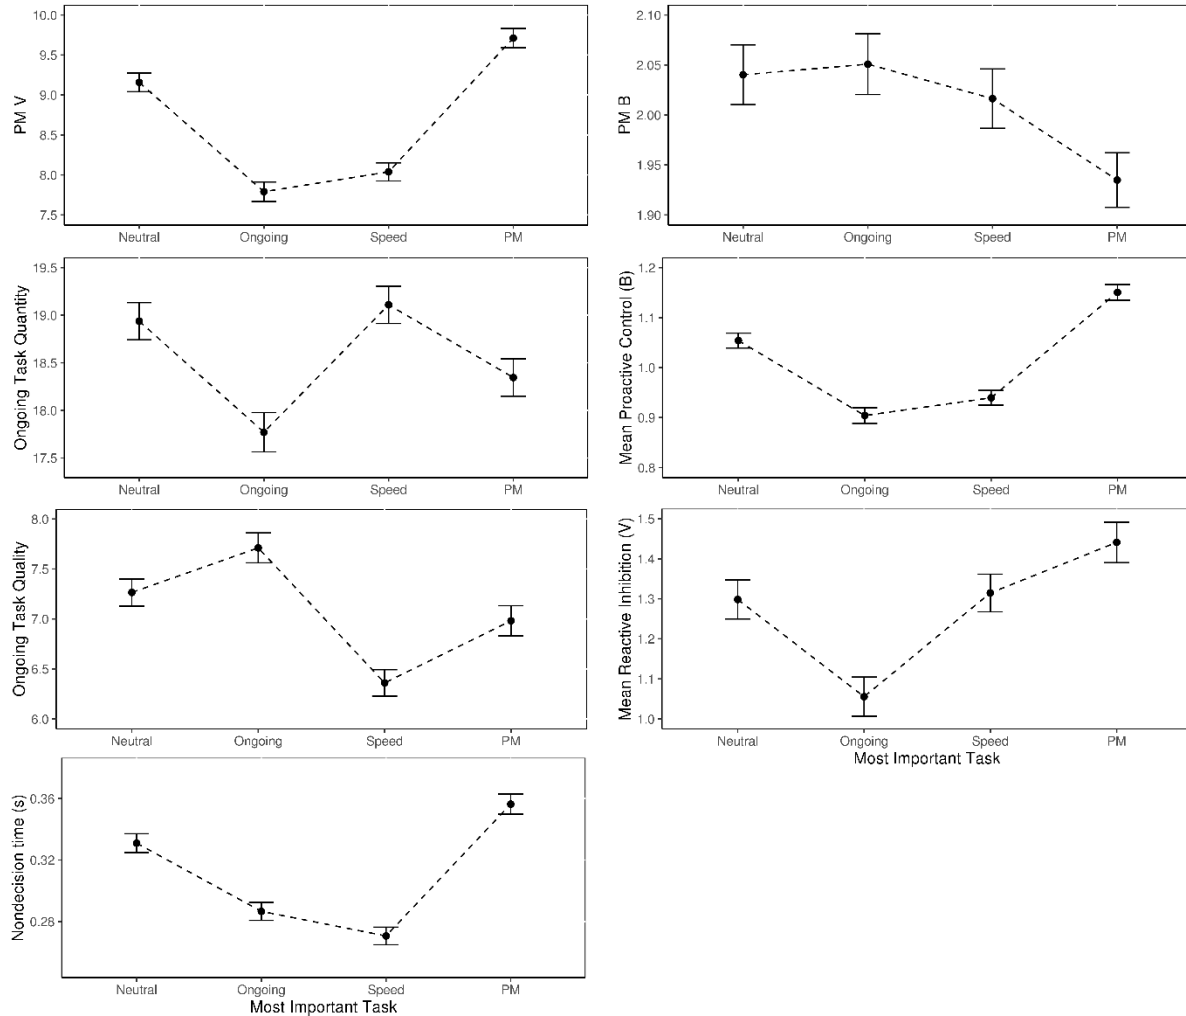 PM V
10.0
9.5
9.0
8.5
8.0
7.5
Neutral Ongoing Speed PM
PM B
2.10
2.05
2.00
1.95
1.90
Neutral Ongoing Speed PM
Ongoing Task Quantity
19.5
19.0
18.5
18.0
17.5
Neutral Ongoing Speed PM
Mean Proactive Control (B)
1.2
1.1
1.0
0.9
0.8
Neutral Ongoing Speed PM
Ongoing Task Quality
8.0
7.5
7.0
6.5
6.0
Neutral Ongoing Speed PM
Mean Reactive Inhibition (V)
1.5
1.4
1.3
1.2
1.1
1.0
Neutral Ongoing Speed PM
Most Important Task
Nondecision time (s)
0.36
0.32
0.28
Neutral Ongoing Speed PM
Most Important Task